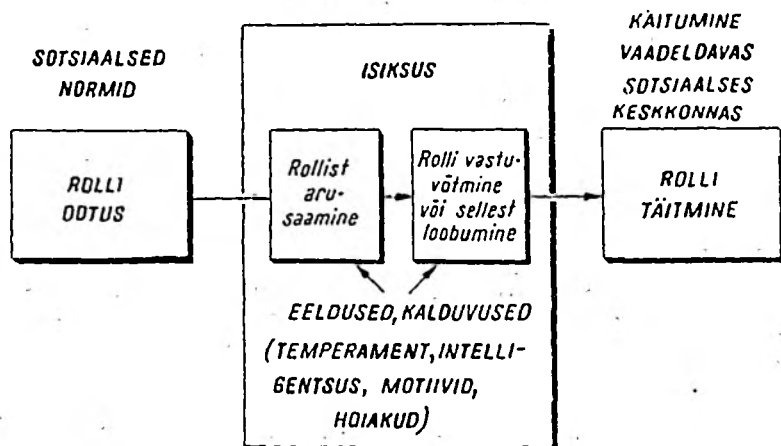 SOTSIAALSED
NORMID
ROLLI
OOTUS
ISIKSUS
Rollist
aru-
saamine
Rolli vastu-
võtmine
või sellest
loobumine
EELDUSED, KALDUVUSED
(TEMPERAMENT, INTELLI-
GENTSUS, MOTIIVID,
HOIAKUD)
KÄITUMINE
VAADELDAVAS
SOTSIAALSES
KESKKONNAS
ROLLI
TÄITMINE